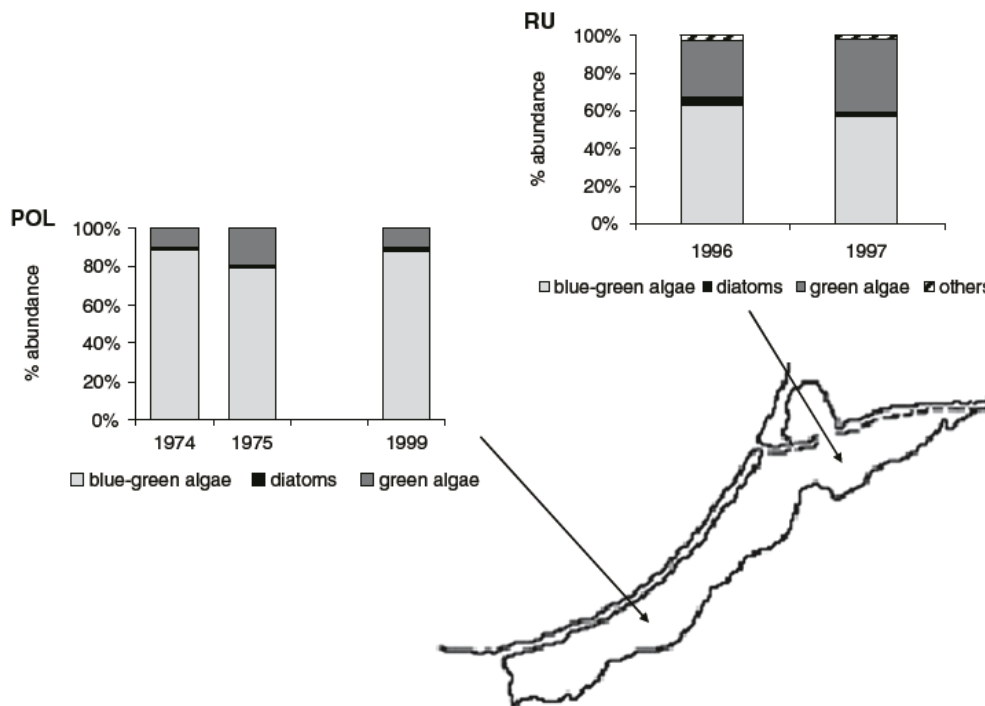 RU
% abundance
100%
80%
60%
40%
20%
0%
1996 1997
blue-green algae diatoms green algae others
POL
% abundance
100%
80%
60%
40%
20%
0%
1974 1975 1999
blue-green algae diatoms green algae